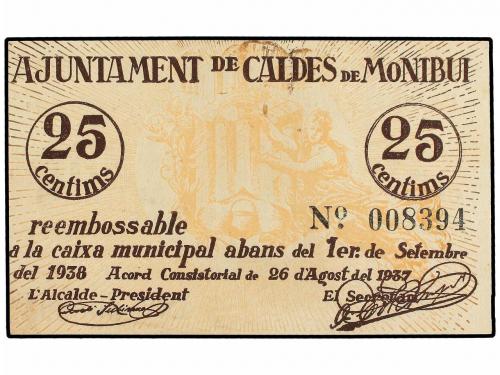 AJUNTAMENT DE CALDES DE MONTBUI
25 centims
25 centims
reembossable Nº. 008394
a la caixa municipal abans del 1er. de Setembre
del 1938 Acord Consistorial de 26 d'Agost del 1937
L'Alcalde-President El Secretari